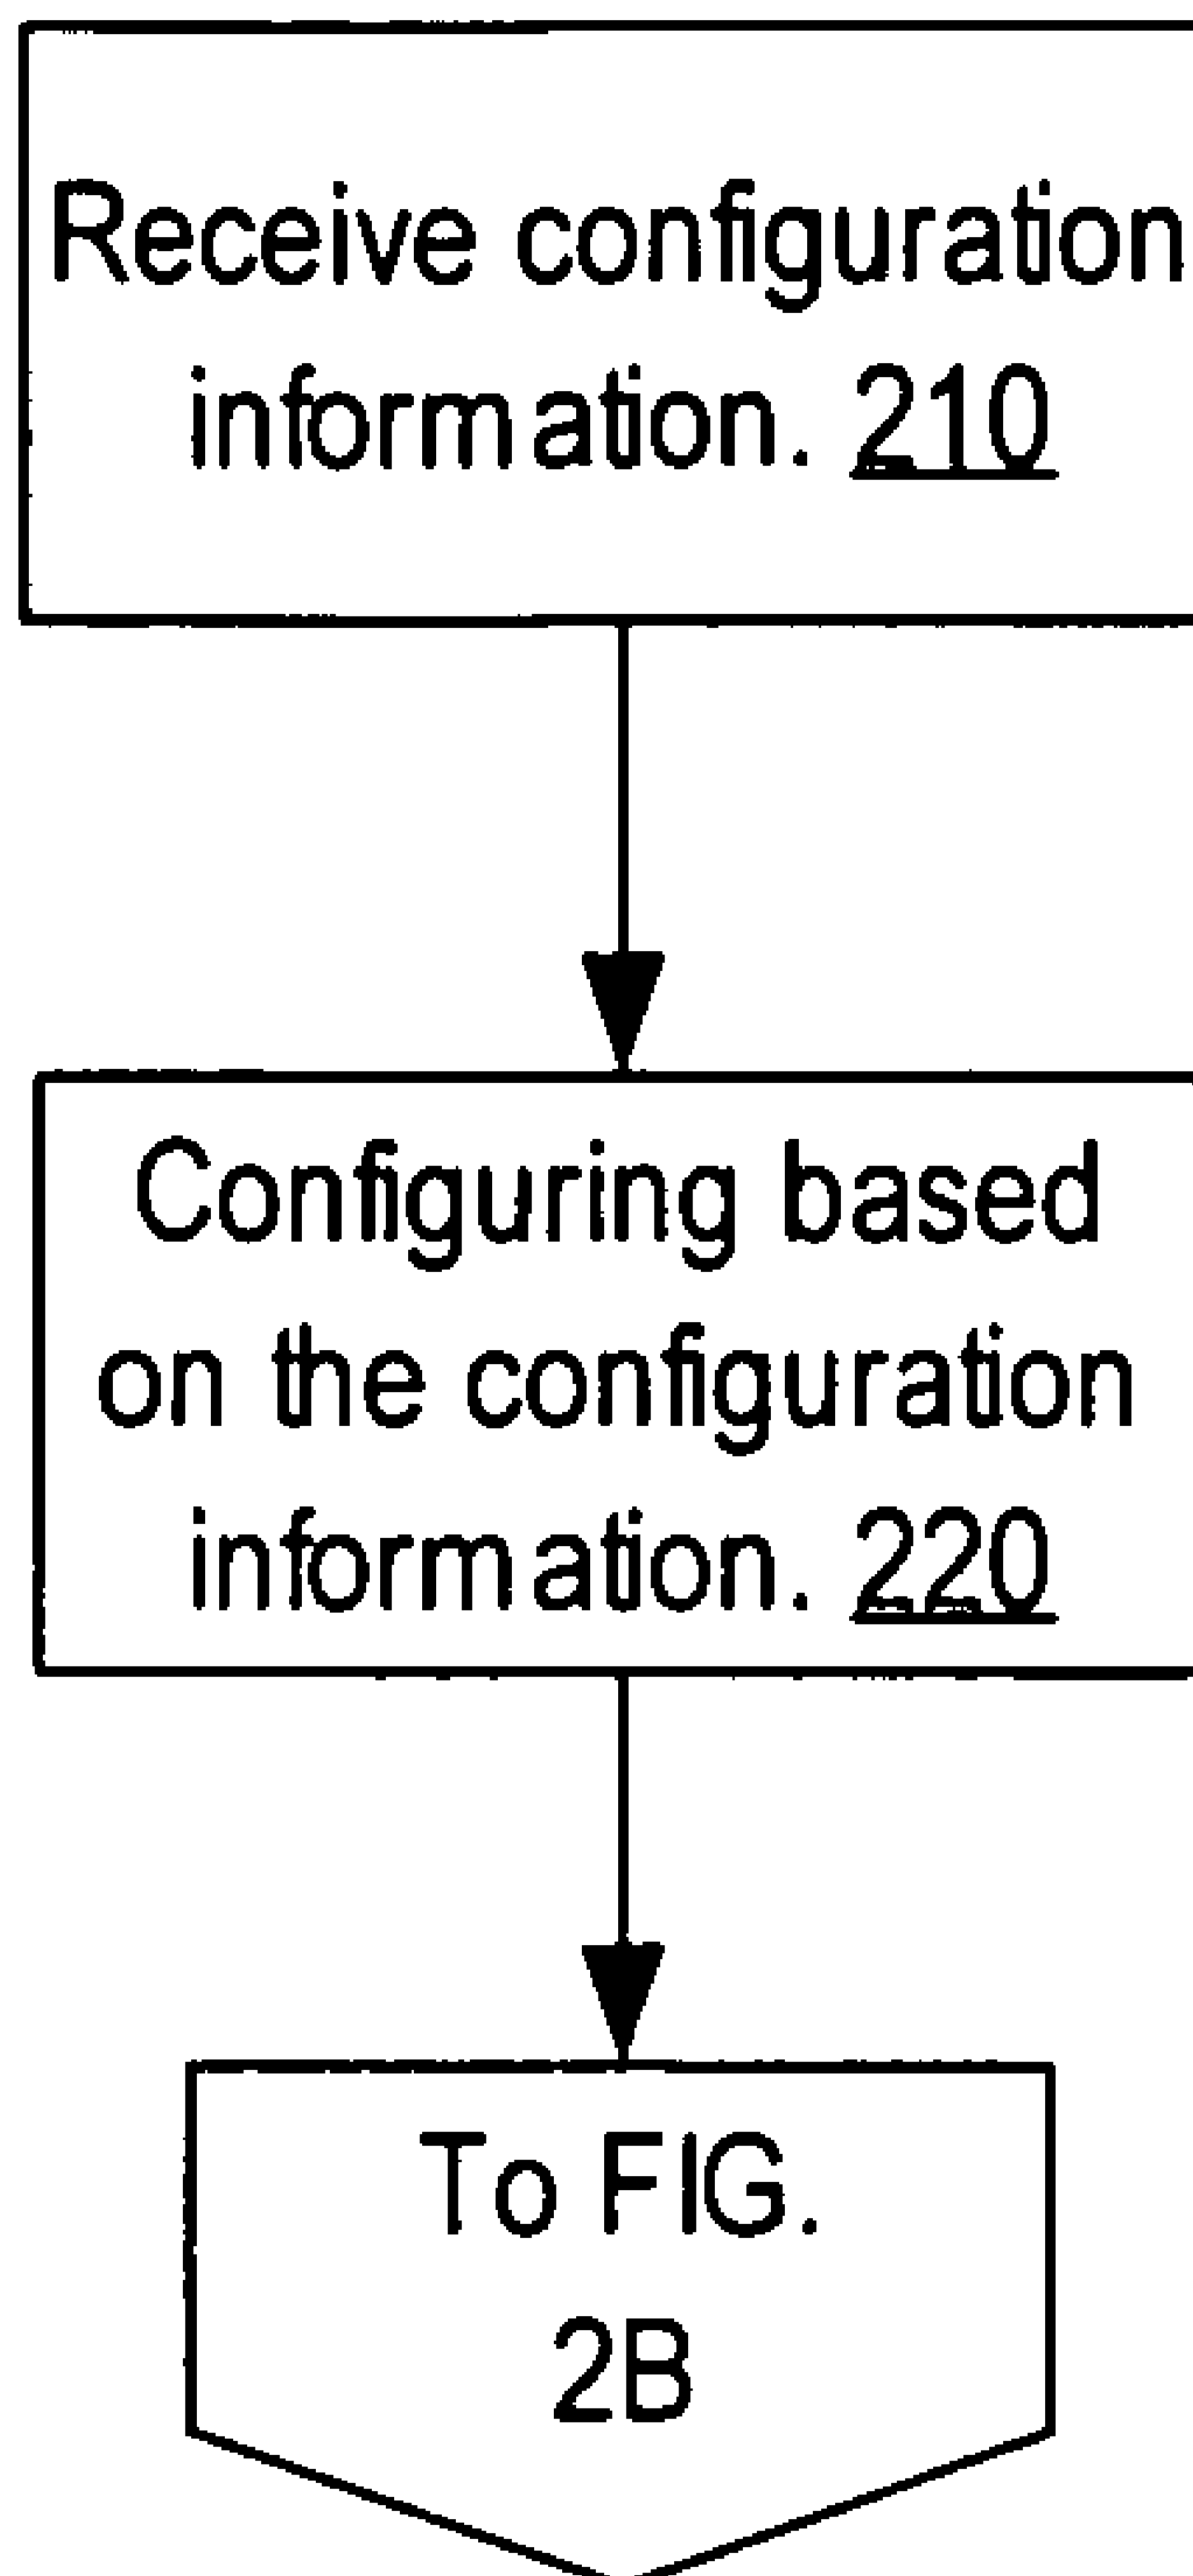 Receive configuration
information. 210
Configuring based
on the configuration
information. 220
To FIG.
2B